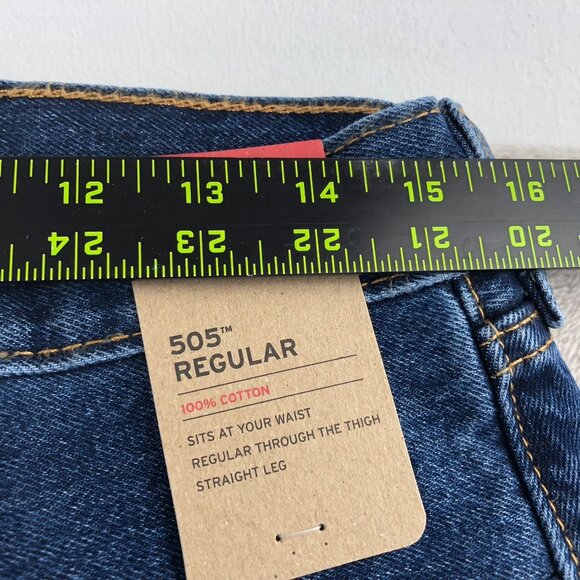 12 13 14 15 16
24 23 22 21 20
505™
REGULAR
100% COTTON
SITS AT YOUR WAIST
REGULAR THROUGH THE THIGH
STRAIGHT LEG